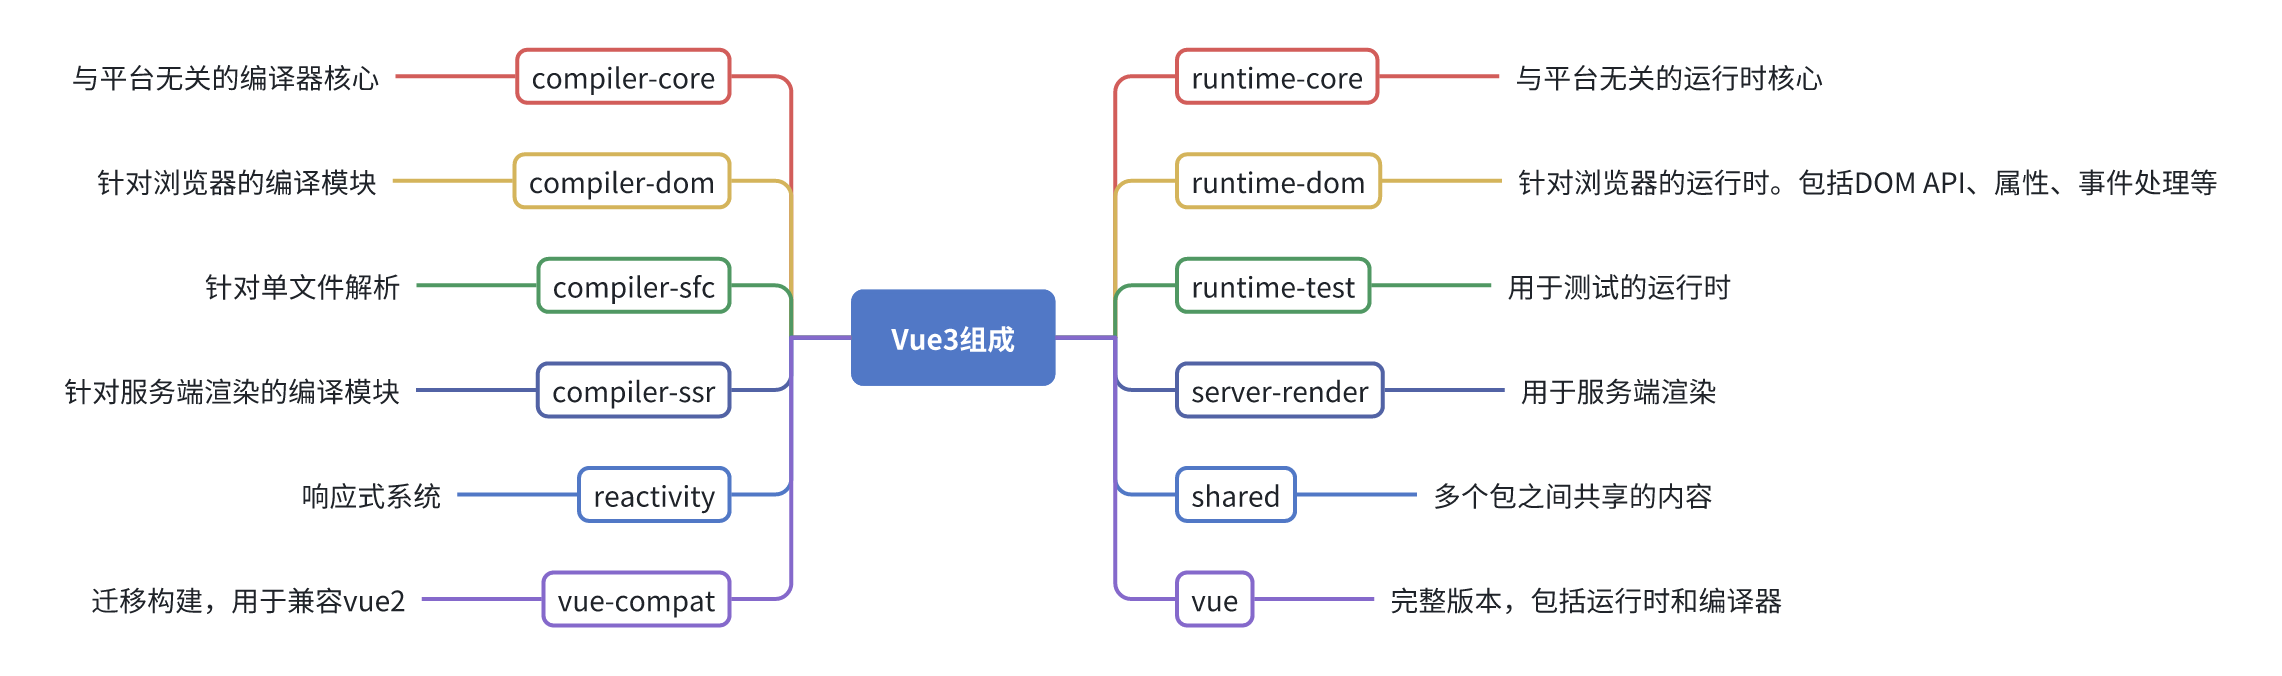 Vue3组成
与平台无关的编译器核心
compiler-core
针对浏览器的编译模块
compiler-dom
针对单文件解析
compiler-sfc
针对服务端渲染的编译模块
compiler-ssr
响应式系统
reactivity
迁移构建，用于兼容vue2
vue-compat
runtime-core
与平台无关的运行时核心
runtime-dom
针对浏览器的运行时。包括DOM API、属性、事件处理等
runtime-test
用于测试的运行时
server-render
用于服务端渲染
shared
多个包之间共享的内容
vue
完整版本，包括运行时和编译器